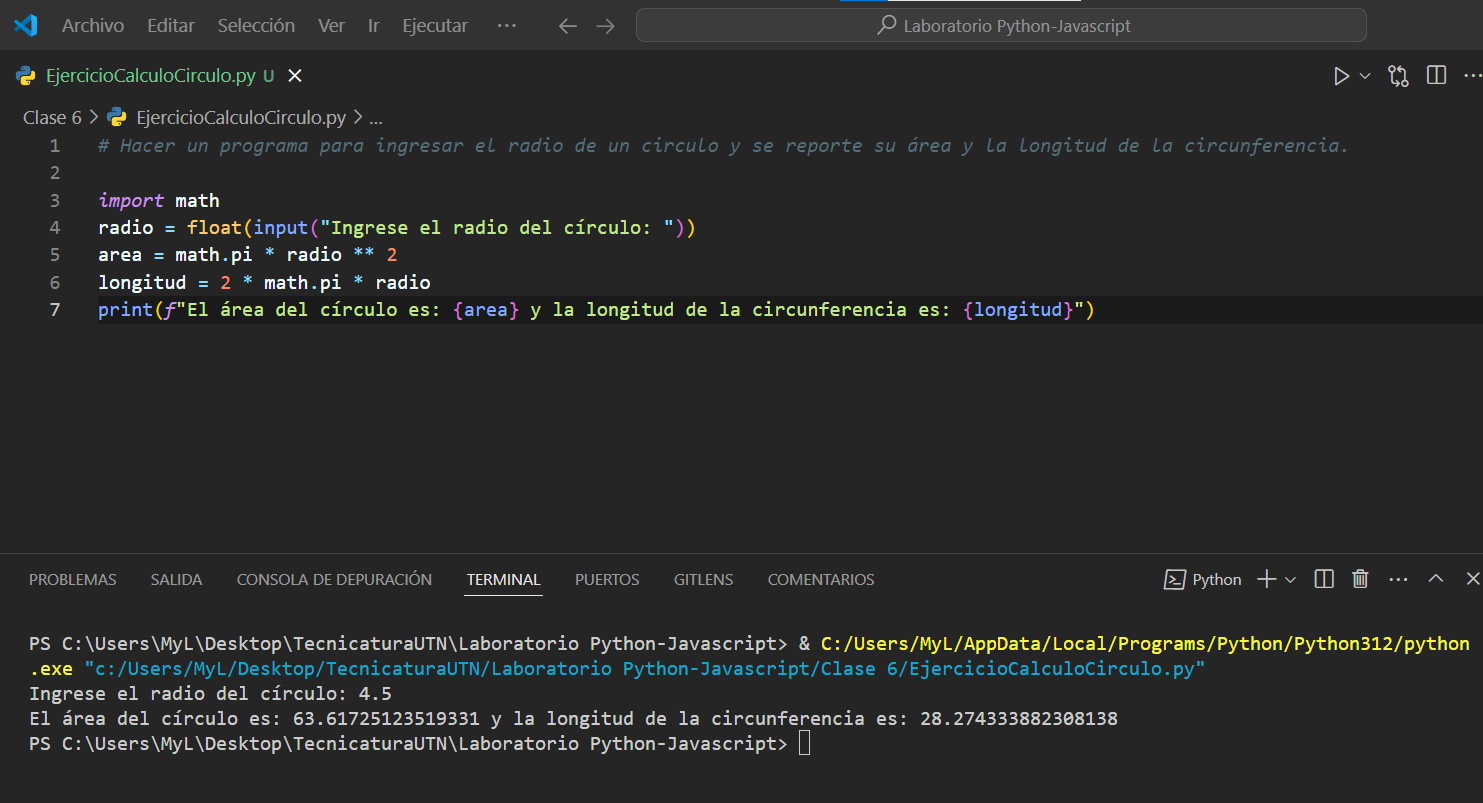 Archivo Editar Selección Ver Ir Ejecutar ··· Laboratorio Python-Javascript
EjercicioCalculoCirculo.py U
Clase 6 > EjercicioCalculoCirculo.py > ...
1 # Hacer un programa para ingresar el radio de un circulo y se reporte su área y la longitud de la circunferencia.
2
3 import math
4 radio = float(input("Ingrese el radio del círculo: "))
5 area = math.pi * radio ** 2
6 longitud = 2 * math.pi * radio
7 print(f"El área del círculo es: {area} y la longitud de la circunferencia es: {longitud}")
PROBLEMAS SALIDA CONSOLA DE DEPURACIÓN TERMINAL PUERTOS GITLENS COMENTARIOS Python
PS C:\Users\MyL\Desktop\TecnicaturaUTN\Laboratorio Python-Javascript> & C:/Users/MyL/AppData/Local/Programs/Python/Python312/python
.exe "c:/Users/MyL/Desktop/TecnicaturaUTN/Laboratorio Python-Javascript/Clase 6/EjercicioCalculoCirculo.py"
Ingrese el radio del círculo: 4.5
El área del círculo es: 63.61725123519331 y la longitud de la circunferencia es: 28.274333882308138
PS C:\Users\MyL\Desktop\TecnicaturaUTN\Laboratorio Python-Javascript>